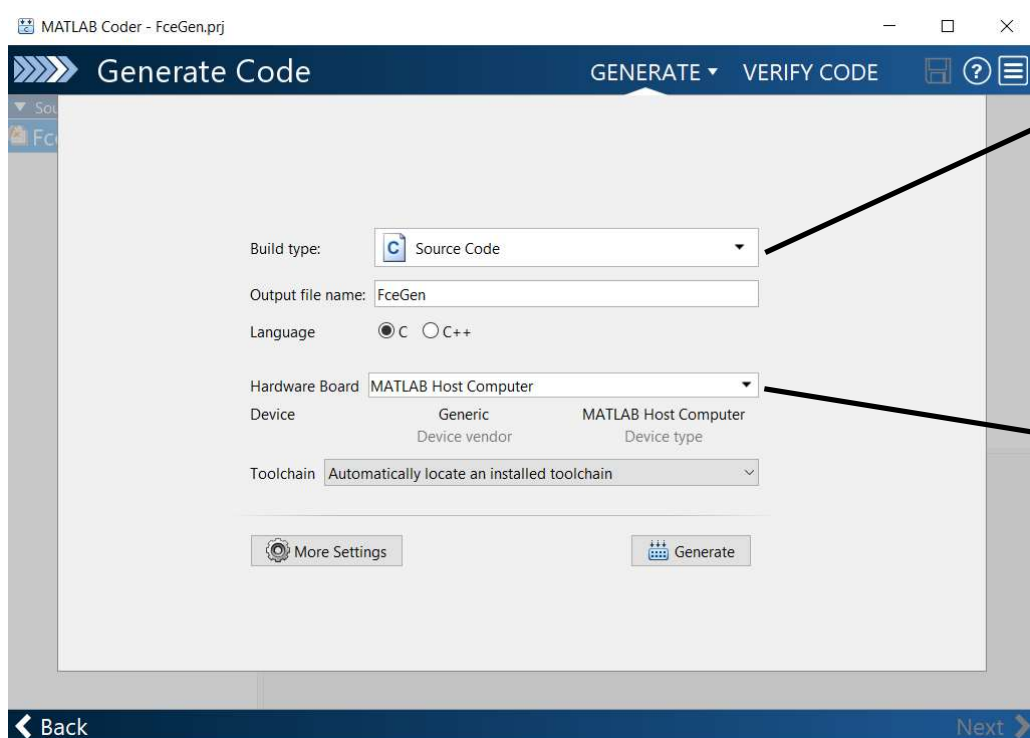 MATLAB Coder - FceGen.prj
Generate Code GENERATE VERIFY CODE ?
Sou
Fce
Build type: C Source Code
Output file name: FceGen
Language C C++
Hardware Board MATLAB Host Computer
Device Generic MATLAB Host Computer
Device vendor Device type
Toolchain Automatically locate an installed toolchain
More Settings Generate
Back Next